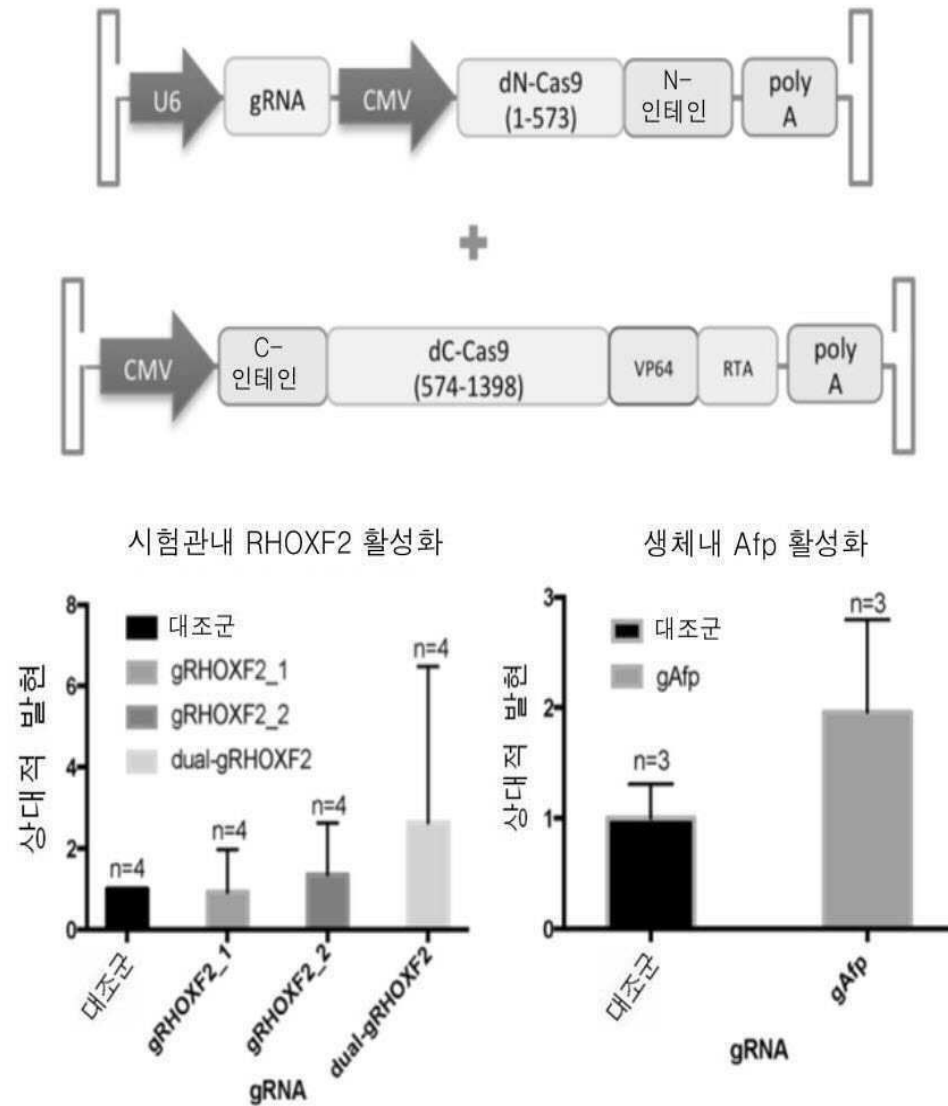 U6
gRNA
CMV
dN-Cas9
(1-573)
N-
인테인
poly
A
+
CMV
C-
인테인
dC-Cas9
(574-1398)
VP64
RTA
poly
A
시험관내 RHOXF2 활성화
상대적 발현
8
6
4
2
0
대조군
gRHOXF2_1
gRHOXF2_2
dual-gRHOXF2
n=4
n=4
n=4
n=4
대조군
gRHOXF2_1
gRHOXF2_2
dual-gRHOXF2
gRNA
생체내 Afp 활성화
상대적 발현
3
2
1
0
대조군
gAfp
n=3
n=3
대조군
gAfp
gRNA